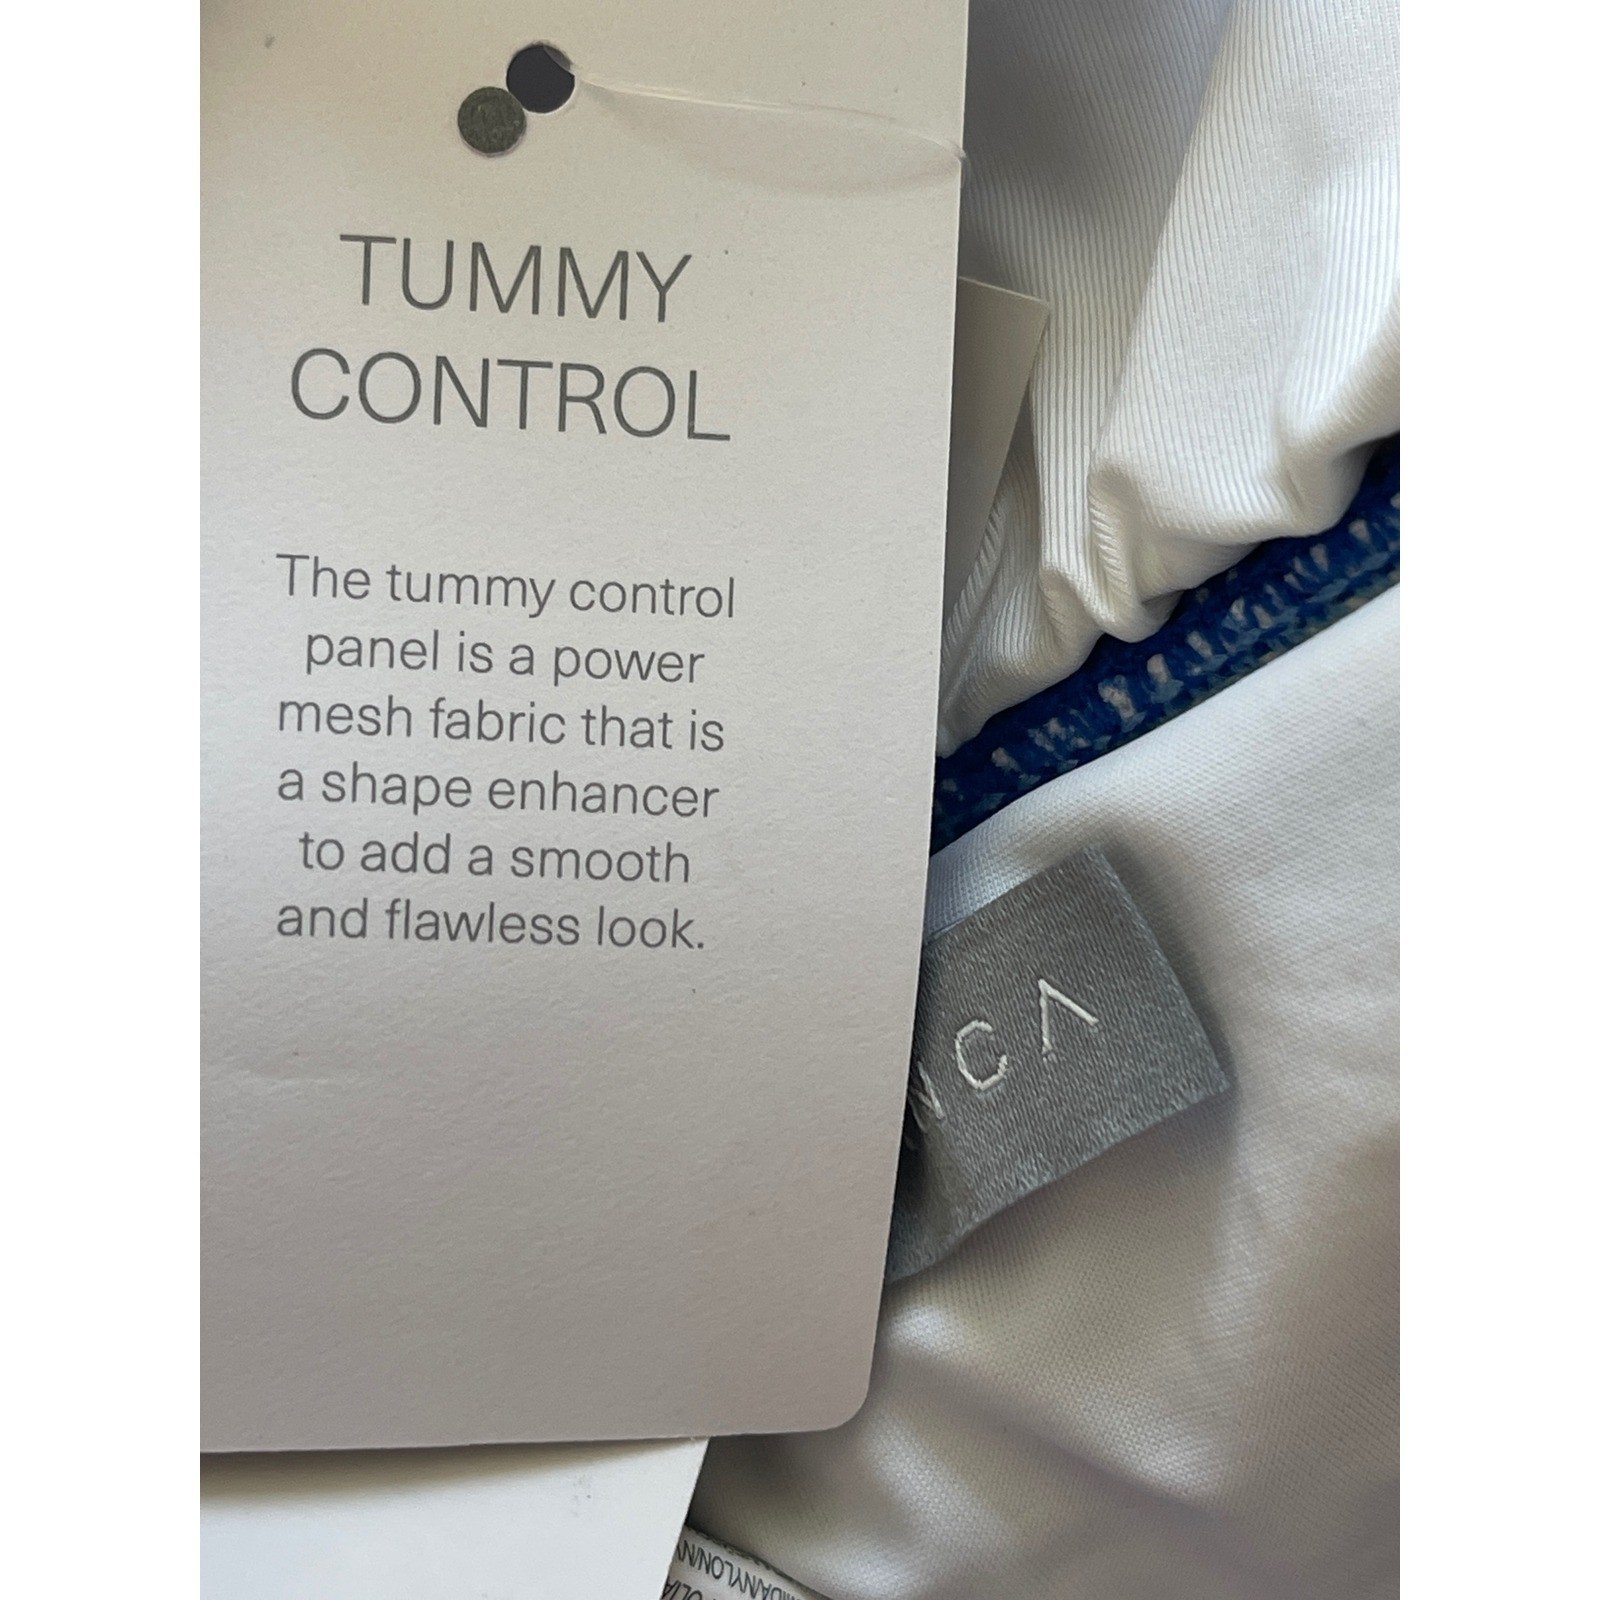 TUMMY
CONTROL
The tummy control
panel is a power
mesh fabric that is
a shape enhancer
to add a smooth
and flawless look.
NCΛ